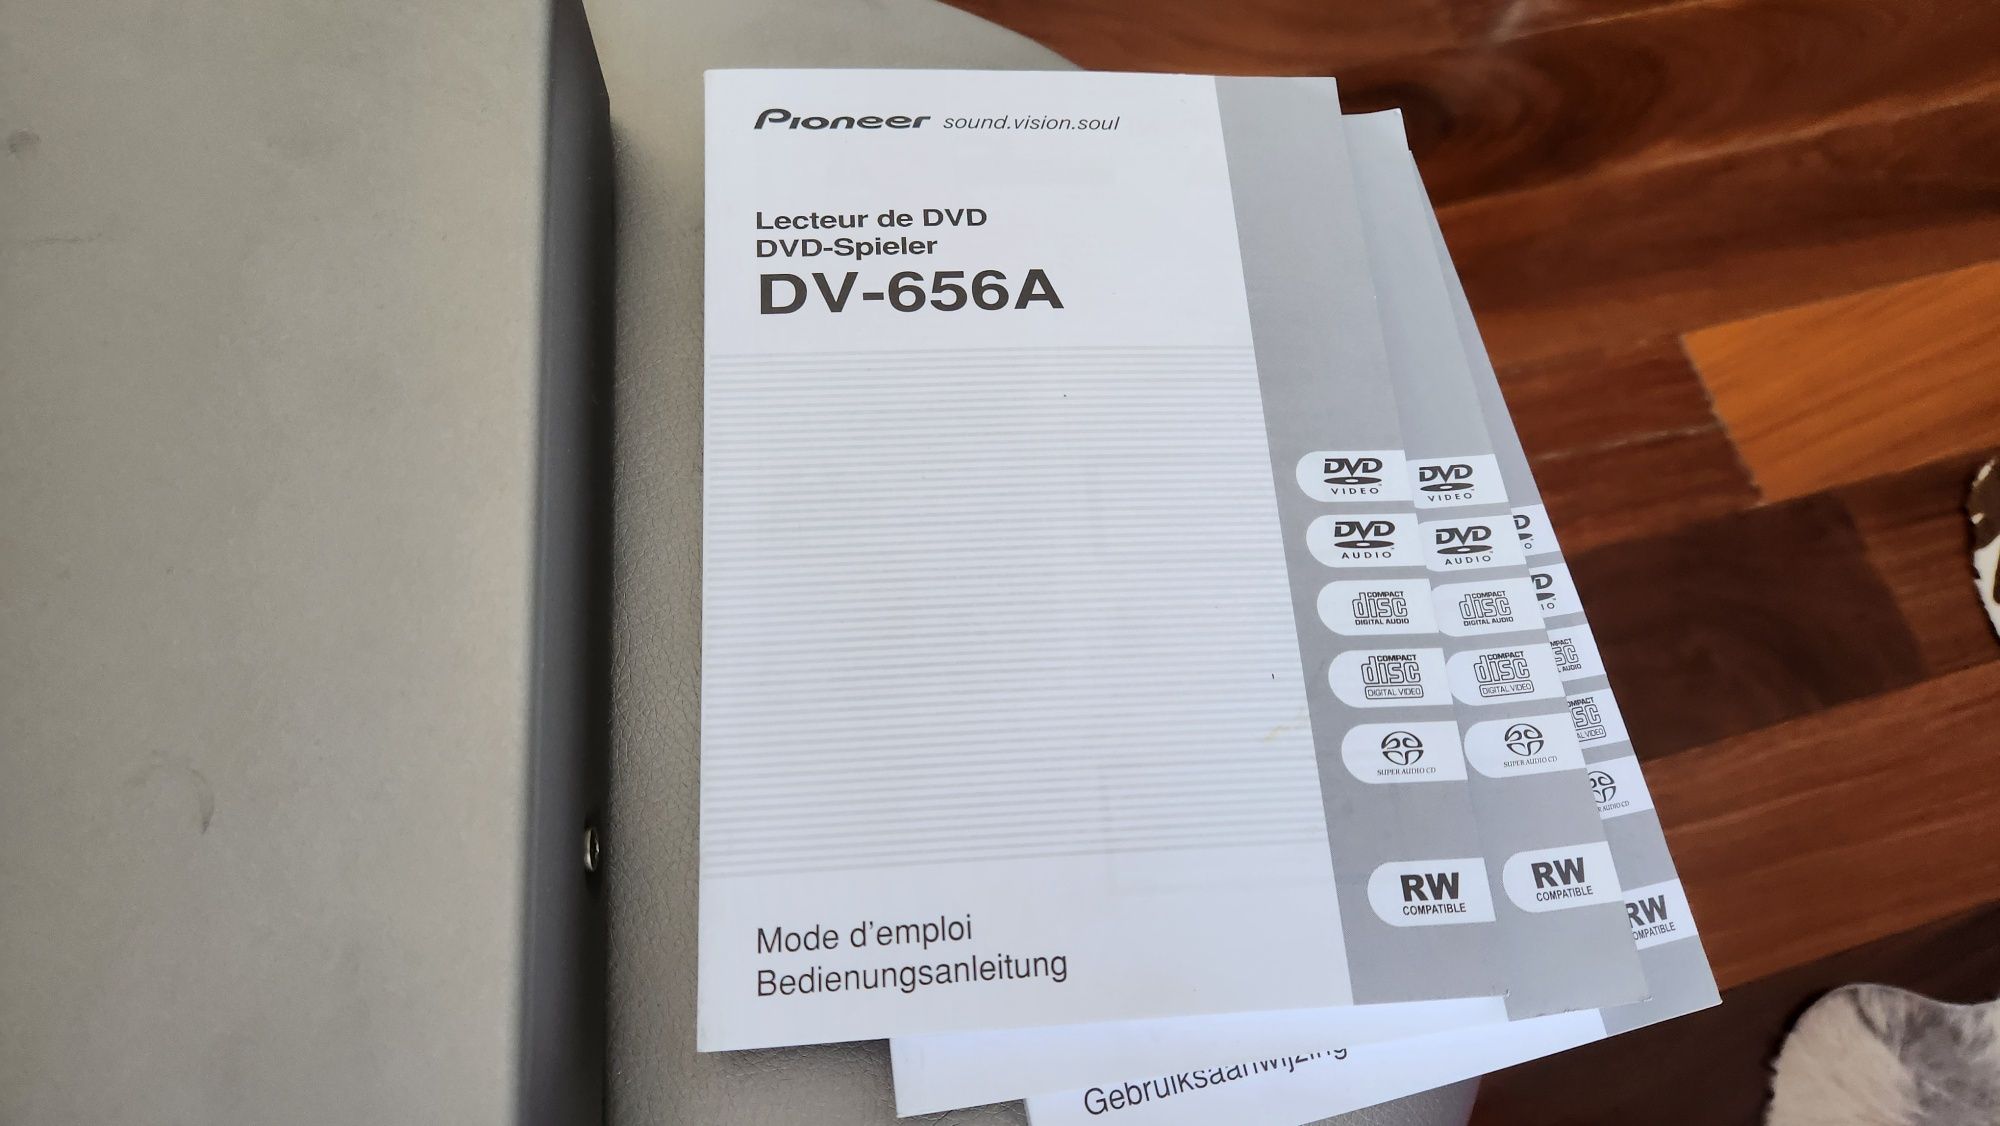 Pioneer sound.vision.soul
Lecteur de DVD
DVD-Spieler
DV-656A
DVD
VIDEO
DVD
AUDIO
COMPACT
disc
DIGITAL AUDIO
COMPACT
disc
DIGITAL VIDEO
SUPER AUDIO CD
RW
COMPATIBLE
Mode d'emploi
Bedienungsanleitung
DVD
VIDEO
DVD
AUDIO
COMPACT
disc
DIGITAL AUDIO
COMPACT
disc
DIGITAL VIDEO
SUPER AUDIO CD
RW
COMPATIBLE
RW
Gebruiksaanwijzing